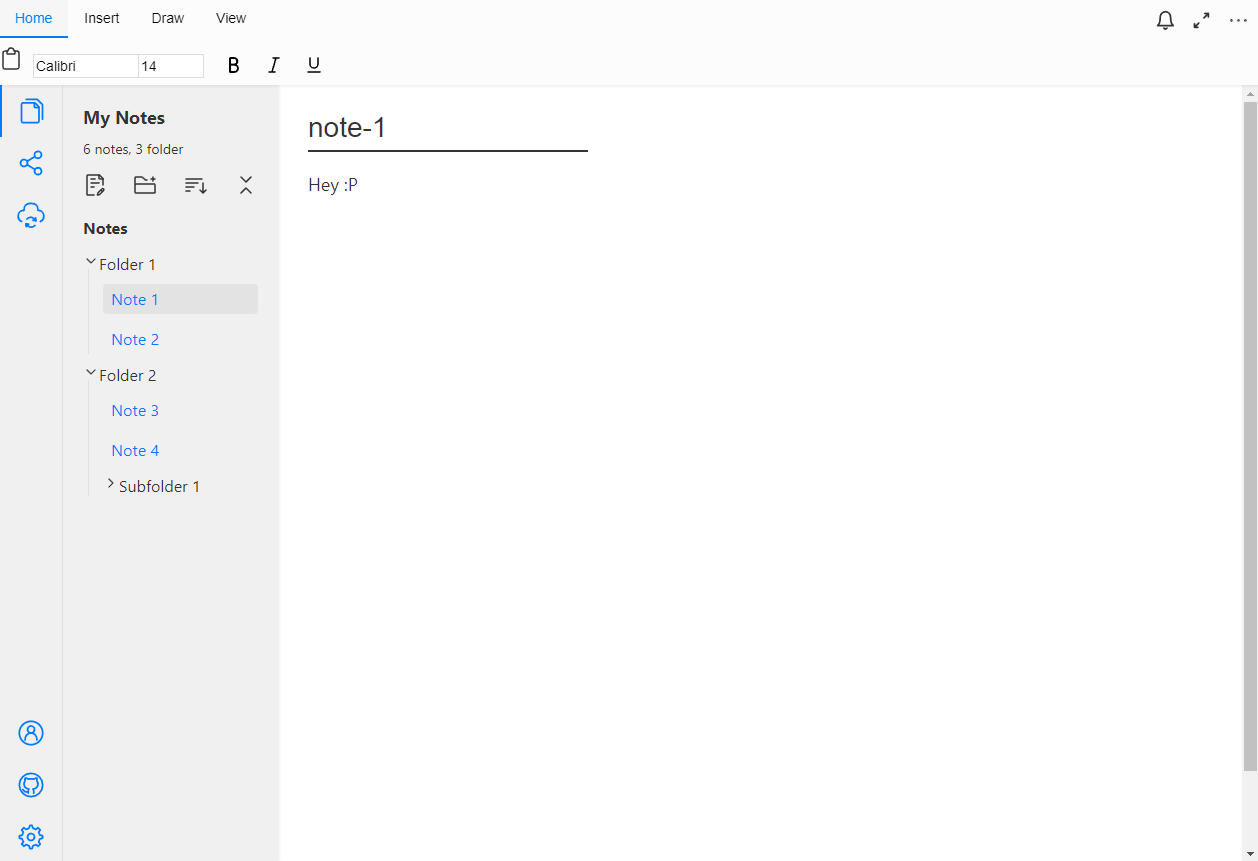 Home Insert Draw View
Calibri 14 B I U
My Notes
6 notes, 3 folder
Notes
Folder 1
Note 1
Note 2
Folder 2
Note 3
Note 4
Subfolder 1
note-1
Hey :P